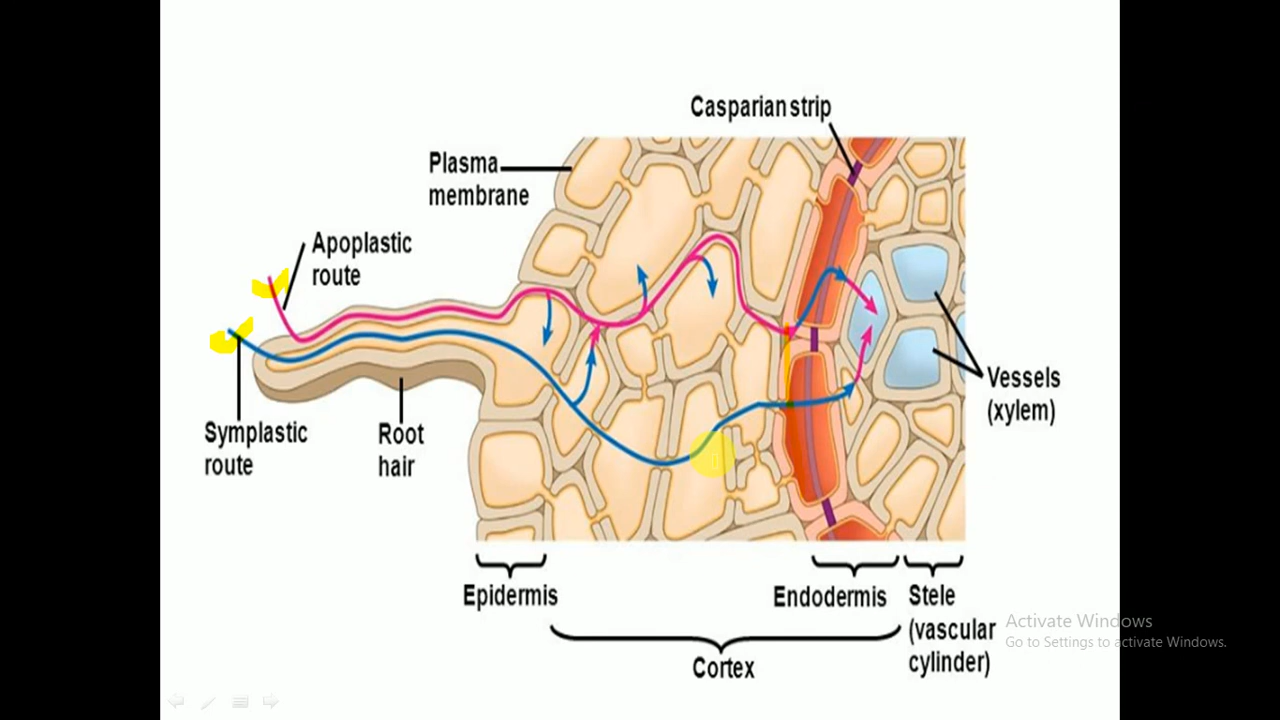 Casparian strip
Plasma
membrane
Apoplastic
route
Symplastic
route
Root
hair
Vessels
(xylem)
Epidermis
Endodermis
Stele
(vascular
cylinder)
Cortex
Activate Windows
Go to Settings to activate Windows.